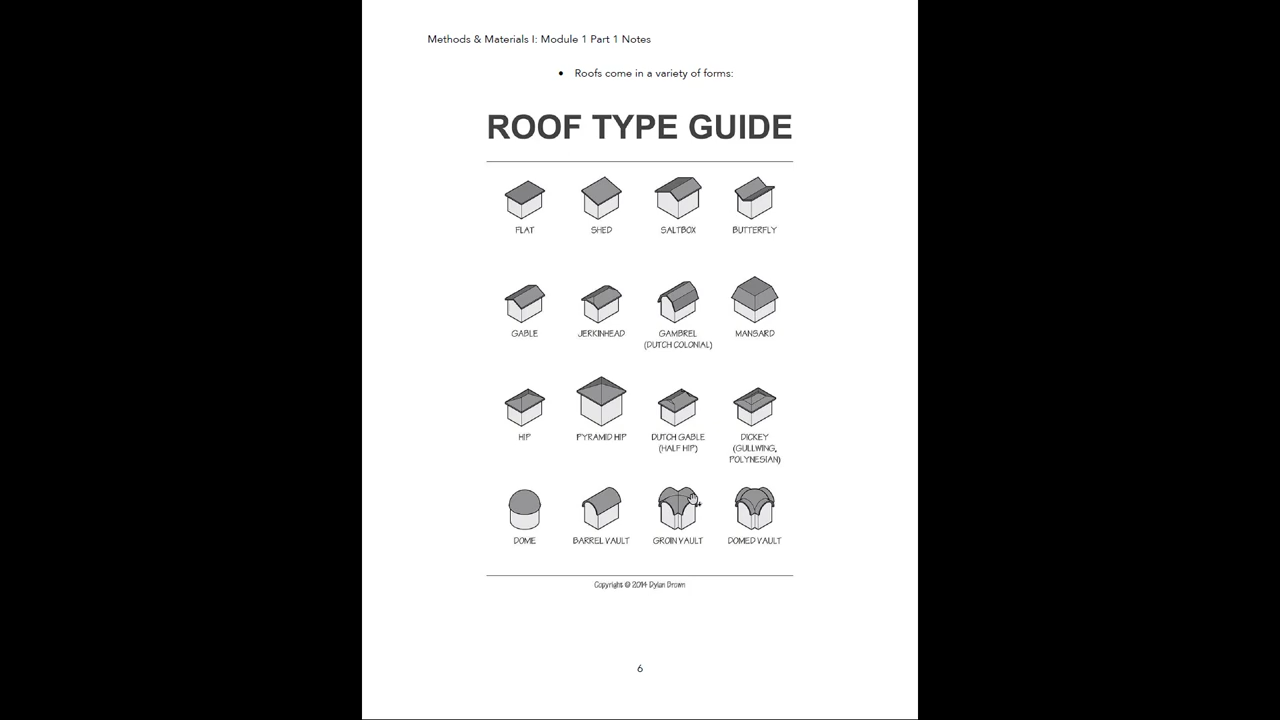 Methods & Materials I: Module 1 Part 1 Notes
• Roofs come in a variety of forms:
ROOF TYPE GUIDE
FLAT SHED SALTBOX BUTTERFLY
GABLE JERKINHEAD GAMBREL (DUTCH COLONIAL) MANSARD
HIP PYRAMID HIP DUTCH GABLE (HALF HIP) DICKEY (GULLWING, POLYNESIAN)
DOME BARREL VAULT GROIN VAULT DOMED VAULT
Copyright © 2014 Dylan Brown
6